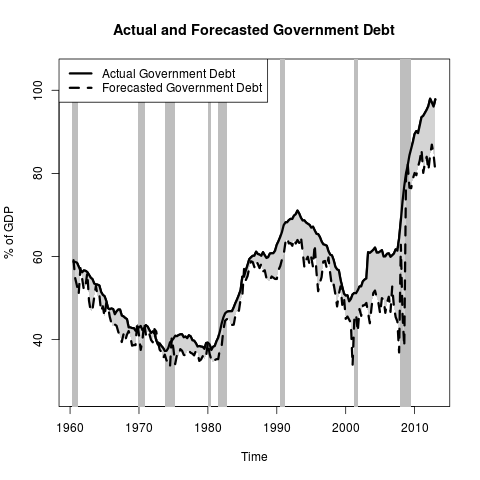 Actual and Forecasted Government Debt
Actual Government Debt
Forecasted Government Debt
% of GDP
100
80
60
40
1960 1970 1980 1990 2000 2010
Time